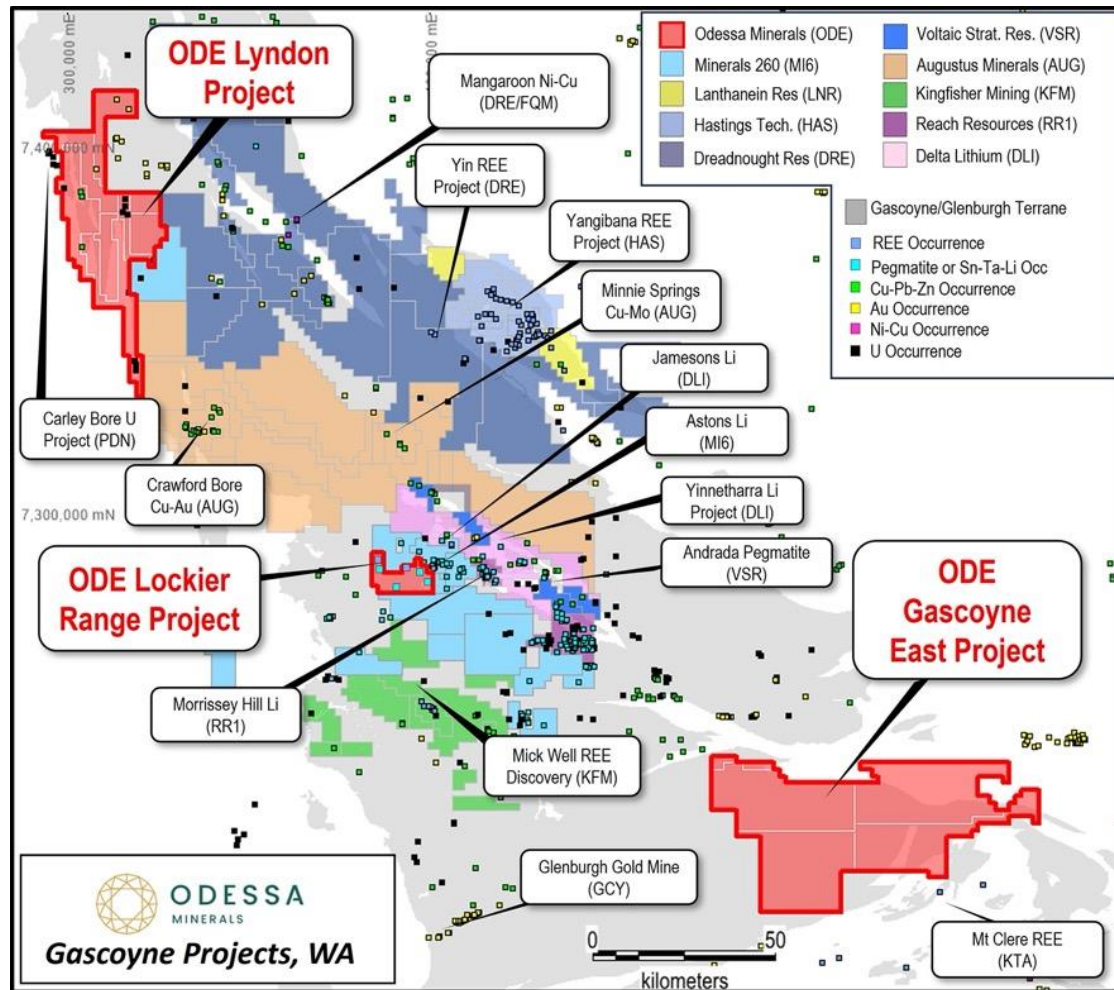 300,000 mE
7,400,000 mN
7,300,000 mN
ODE Lyndon
Project
Mangaroon Ni-Cu
(DRE/FQM)
Yin REE
Project (DRE)
Yangibana REE
Project (HAS)
Minnie Springs
Cu-Mo (AUG)
Jamesons Li
(DLI)
Astons Li
(MI6)
Yinnetharra Li
Project (DLI)
Andrada Pegmatite
(VSR)
Carley Bore U
Project (PDN)
Crawford Bore
Cu-Au (AUG)
ODE Lockier
Range Project
ODE
Gascoyne
East Project
Morrissey Hill Li
(RR1)
Mick Well REE
Discovery (KFM)
Glenburgh Gold Mine
(GCY)
Mt Clere REE
(KTA)
Odessa Minerals (ODE)
Minerals 260 (MI6)
Lanthanein Res (LNR)
Hastings Tech. (HAS)
Dreadnought Res (DRE)
Voltaic Strat. Res. (VSR)
Augustus Minerals (AUG)
Kingfisher Mining (KFM)
Reach Resources (RR1)
Delta Lithium (DLI)
Gascoyne/Glenburgh Terrane
REE Occurrence
Pegmatite or Sn-Ta-Li Occ
Cu-Pb-Zn Occurrence
Au Occurrence
Ni-Cu Occurrence
U Occurrence
ODESSA
MINERALS
Gascoyne Projects, WA
0 50
kilometers